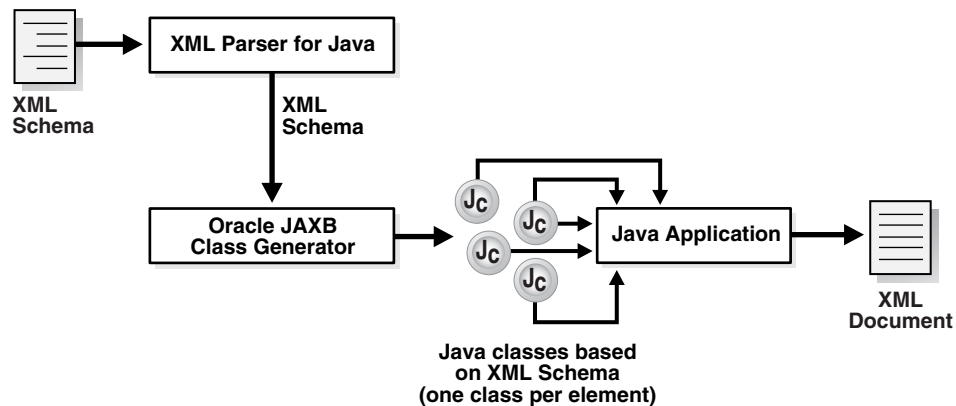 XML Parser for Java
XML
Schema
XML
Schema
Oracle JAXB
Class Generator
Jc
Jc
Jc
Jc
Java Application
XML
Document
Java classes based
on XML Schema
(one class per element)